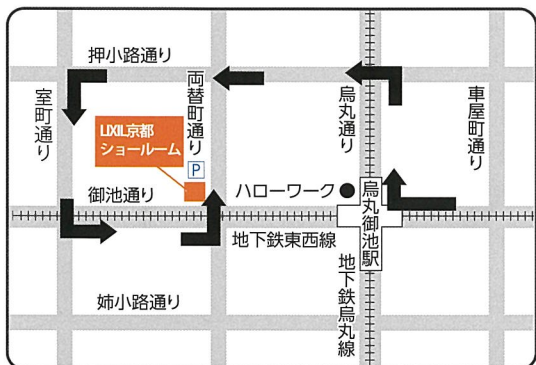 押小路通り
室町通り
両替町通り
烏丸通り
車屋町通り
LIXIL京都
ショールーム
P
御池通り
ハローワーク
烏丸御池駅
地下鉄東西線
地下鉄烏丸線
姉小路通り